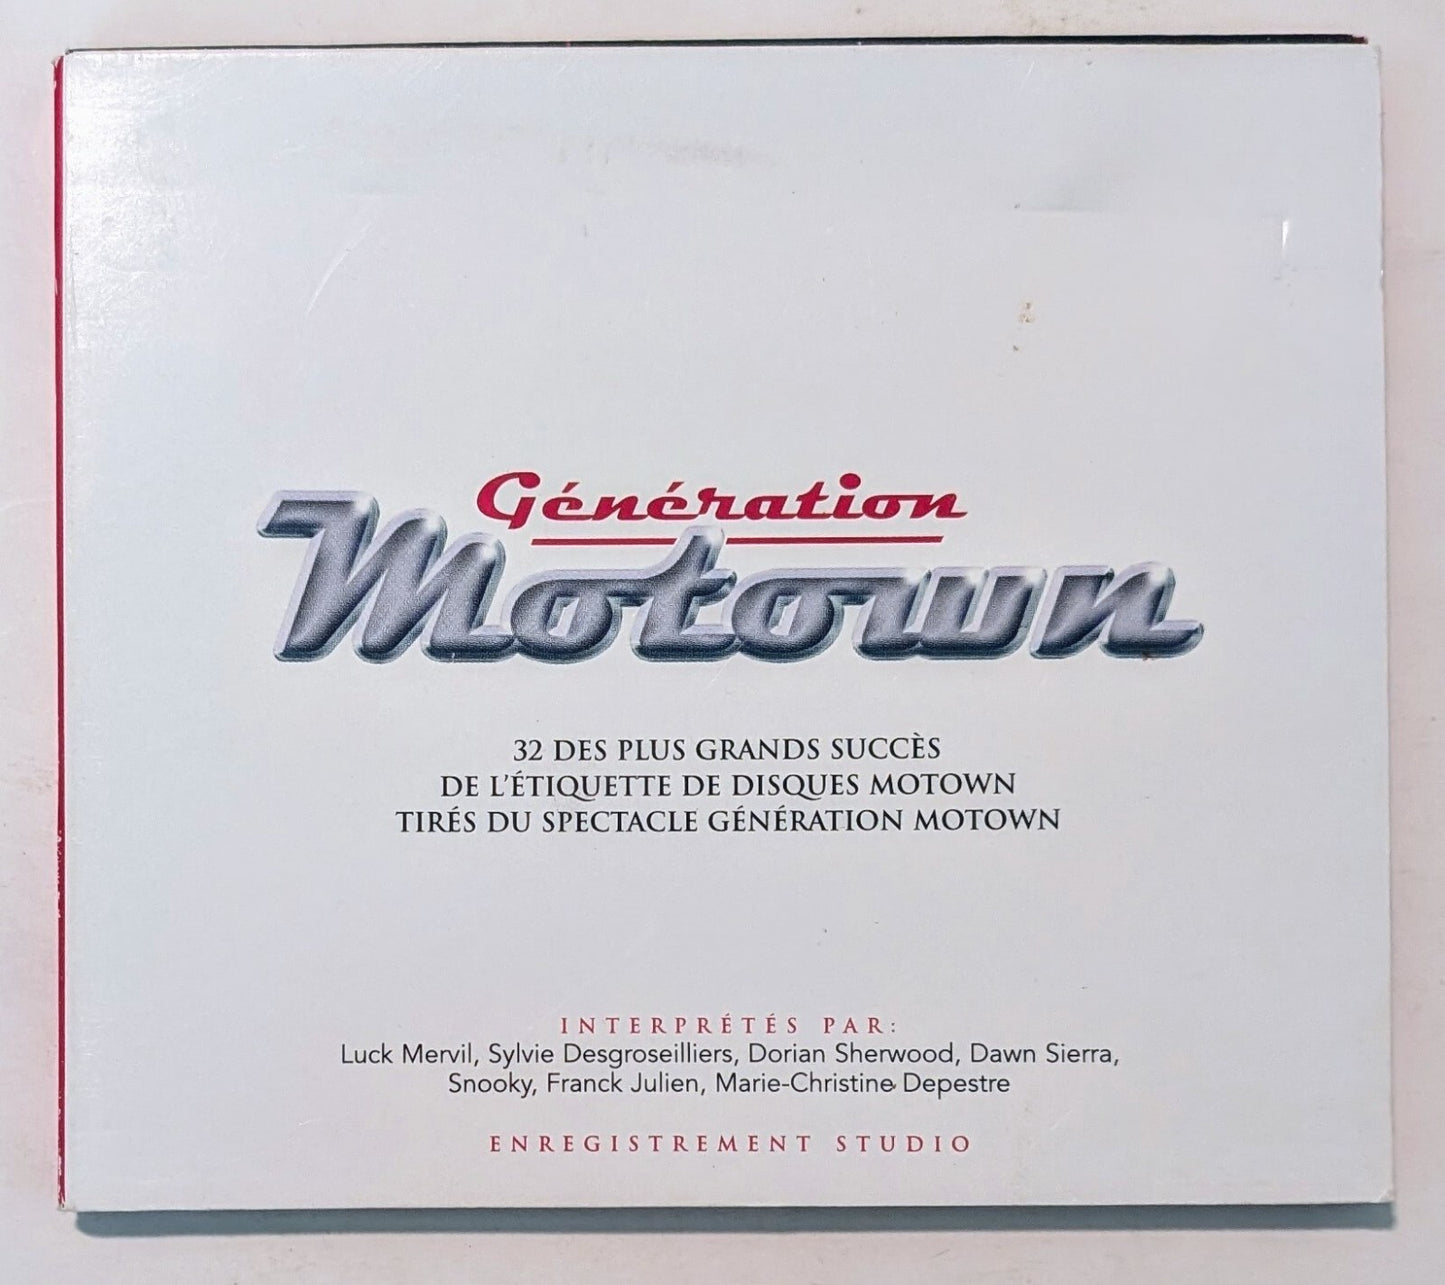 Génération
Motown
32 DES PLUS GRANDS SUCCÈS
DE L'ÉTIQUETTE DE DISQUES MOTOWN
TIRÉS DU SPECTACLE GÉNÉRATION MOTOWN
INTERPRÉTÉS PAR:
Luck Mervil, Sylvie Desgroseilliers, Dorian Sherwood, Dawn Sierra,
Snooky, Franck Julien, Marie-Christine Depestre
ENREGISTREMENT STUDIO